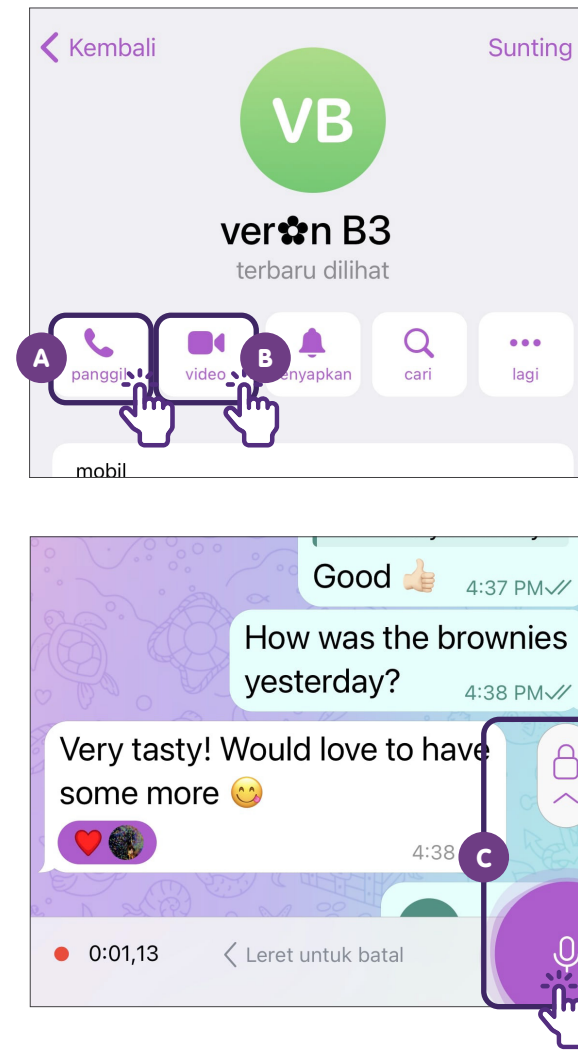 Kembali
Sunting
VB
ver✿n B3
terbaru dilihat
A
B
panggil
video
enyapkan
cari
lagi
mobil
Good 👍🏻
4:37 PM
How was the brownies
yesterday?
4:38 PM
Very tasty! Would love to have
some more 😋
4:38
C
0:01,13
Leret untuk batal